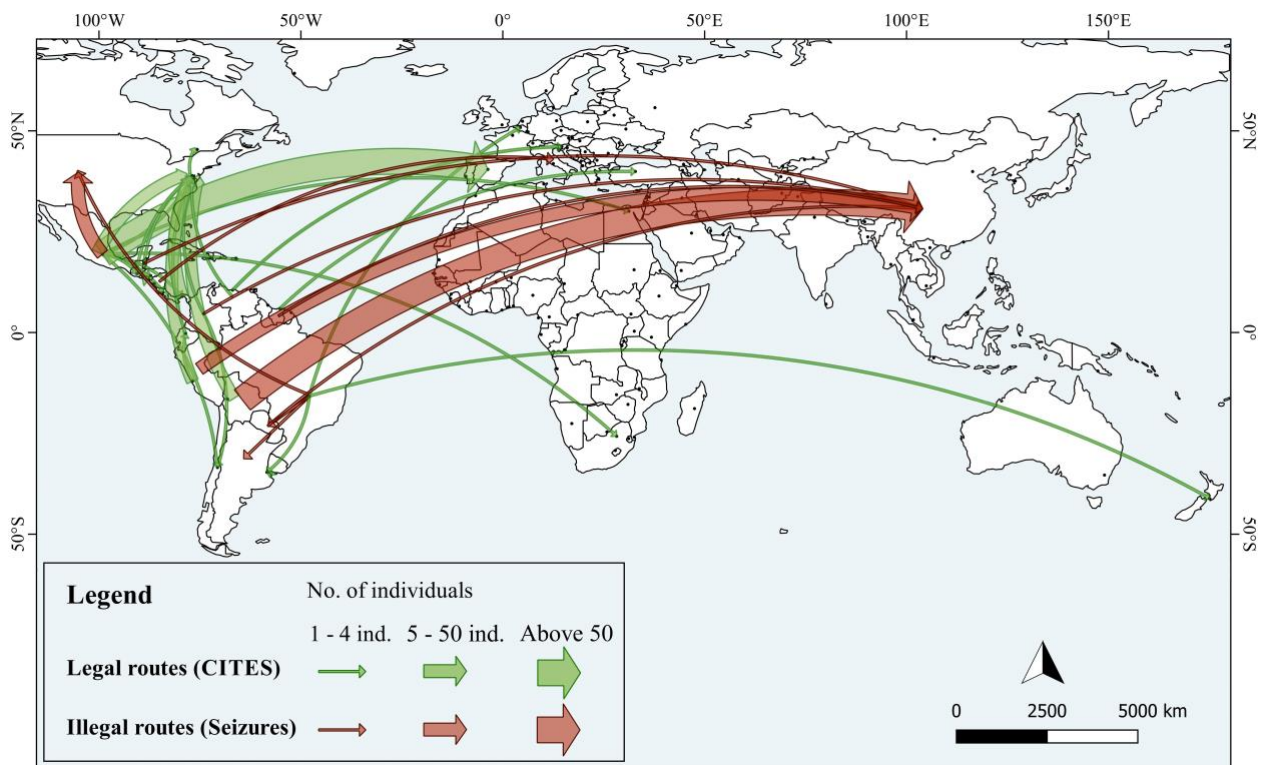 100°W 50°W 0° 50°E 100°E 150°E
50°N 50°N
0° 0°
50°S 50°S
Legend
No. of individuals
1 - 4 ind. 5 - 50 ind. Above 50
Legal routes (CITES)
Illegal routes (Seizures)
0 2500 5000 km